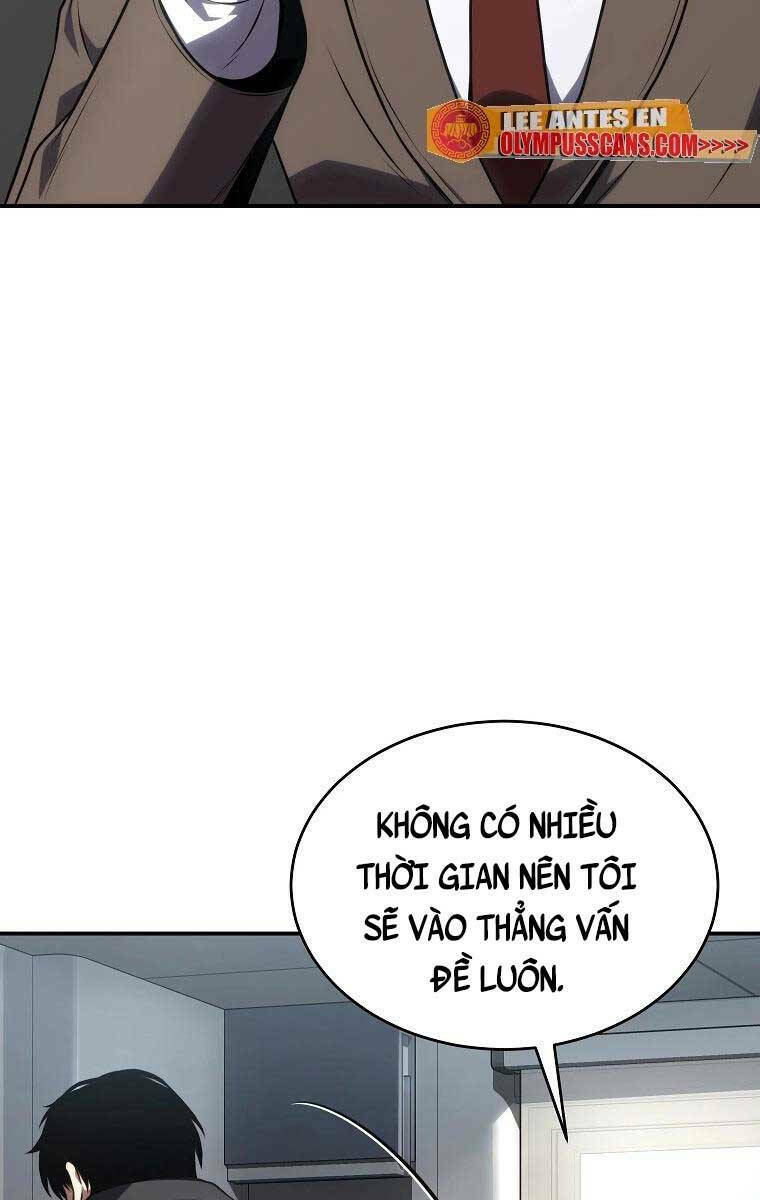 LEE ANTES EN
OLYMPUSSCANS.COM>>>>>
KHÔNG CÓ NHIỀU
THỜI GIAN NÊN TÔI
SẼ VÀO THẲNG VẤN
ĐỀ LUÔN.